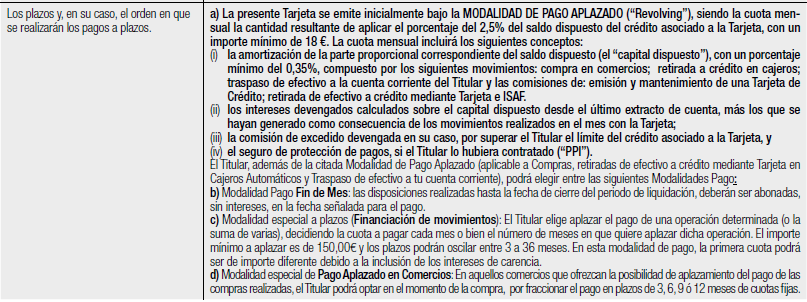 Los plazos y, en su caso, el orden en que
se realizarán los pagos a plazos.
a) La presente Tarjeta se emite inicialmente bajo la MODALIDAD DE PAGO APLAZADO (“Revolving”), siendo la cuota men-
sual la cantidad resultante de aplicar el porcentaje del 2,5% del saldo dispuesto del crédito asociado a la Tarjeta, con un
importe mínimo de 18 €. La cuota mensual incluirá los siguientes conceptos:
(i) la amortización de la parte proporcional correspondiente del saldo dispuesto (el “capital dispuesto”), con un porcentaje
mínimo del 0,35%, compuesto por los siguientes movimientos: compra en comercios; retirada a crédito en cajeros;
traspaso de efectivo a la cuenta corriente del Titular y las comisiones de: emisión y mantenimiento de una Tarjeta de
Crédito; retirada de efectivo a crédito mediante Tarjeta e ISAF.
(ii) los intereses devengados calculados sobre el capital dispuesto desde el último extracto de cuenta, más los que se
hayan generado como consecuencia de los movimientos realizados en el mes con la Tarjeta;
(iii) la comisión de excedido devengada en su caso, por superar el Titular el límite del crédito asociado a la Tarjeta, y
(iv) el seguro de protección de pagos, si el Titular lo hubiera contratado (“PPI”).
El Titular, además de la citada Modalidad de Pago Aplazado (aplicable a Compras, retiradas de efectivo a crédito mediante Tarjeta en
Cajeros Automáticos y Traspaso de efectivo a tu cuenta corriente), podrá elegir entre las siguientes Modalidades Pago:
b) Modalidad Pago Fin de Mes: las disposiciones realizadas hasta la fecha de cierre del periodo de liquidación, deberán ser abonadas,
sin intereses, en la fecha señalada para el pago.
c) Modalidad especial a plazos (Financiación de movimientos): El Titular elige aplazar el pago de una operación determinada (o la
suma de varias), decidiendo la cuota a pagar cada mes o bien el número de meses en que quiere aplazar dicha operación. El importe
mínimo a aplazar es de 150,00€ y los plazos podrán oscilar entre 3 a 36 meses. En esta modalidad de pago, la primera cuota podrá
ser de importe diferente debido a la inclusión de los intereses de carencia.
d) Modalidad especial de Pago Aplazado en Comercios: En aquellos comercios que ofrezcan la posibilidad de aplazamiento del pago de las
compras realizadas, el Titular podrá optar en el momento de la compra, por fraccionar el pago en plazos de 3, 6, 9 ó 12 meses de cuotas fijas.